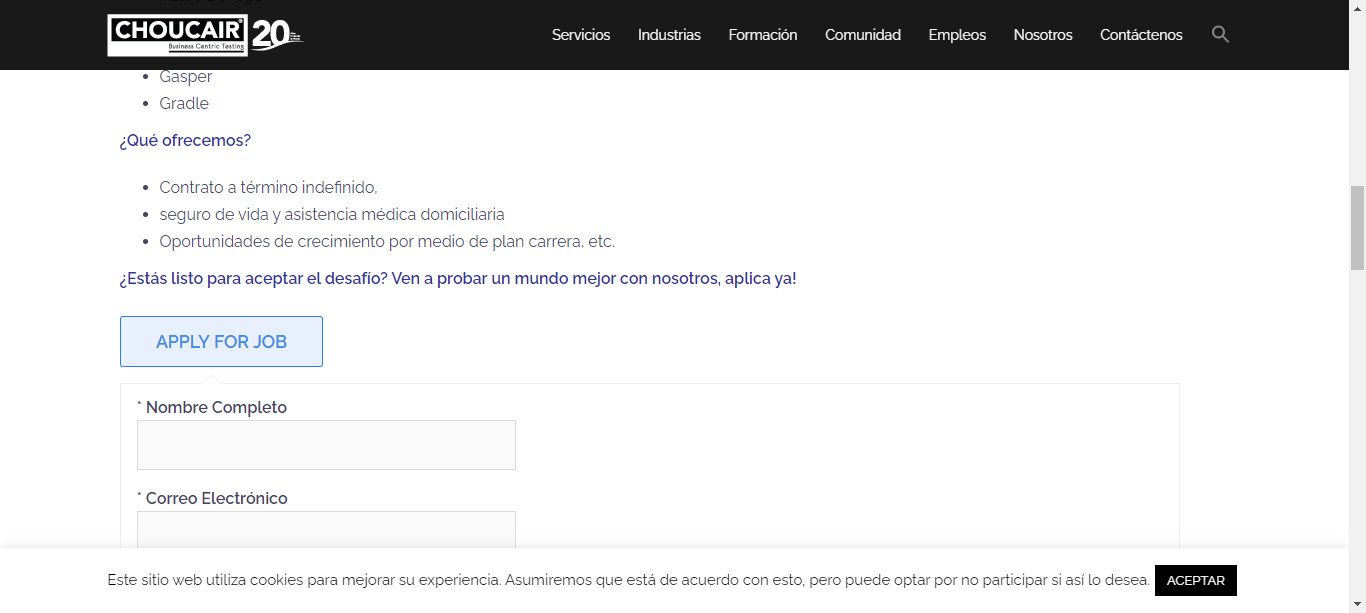 CHOUCAIR®
Business Centric Testing
20
Servicios
Industrias
Formación
Comunidad
Empleos
Nosotros
Contáctenos
Gasper
Gradle
¿Qué ofrecemos?
Contrato a término indefinido,
seguro de vida y asistencia médica domiciliaria
Oportunidades de crecimiento por medio de plan carrera, etc.
¿Estás listo para aceptar el desafío? Ven a probar un mundo mejor con nosotros, aplica ya!
APPLY FOR JOB
* Nombre Completo
* Correo Electrónico
Este sitio web utiliza cookies para mejorar su experiencia. Asumiremos que está de acuerdo con esto, pero puede optar por no participar si así lo desea. ACEPTAR